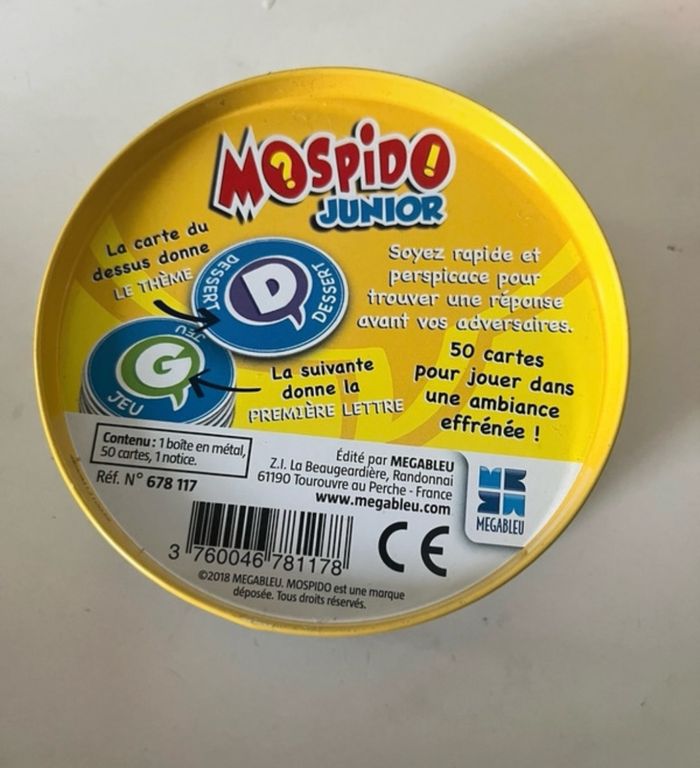 MOSPIDO
JUNIOR
La carte du
dessus donne
LE THÈME
DESSERT
D
DESSERT
JEU
G
JEU
La suivante
donne la
PREMIÈRE LETTRE
Soyez rapide et
perspicace pour
trouver une réponse
avant vos adversaires.
50 cartes
pour jouer dans
une ambiance
effrénée !
Contenu : 1 boîte en métal,
50 cartes, 1 notice.
Réf. N° 678 117
Édité par MEGABLEU
Z.I. La Beaugeardière, Randonnai
61190 Tourouvre au Perche - France
www.megableu.com
MEGABLEU
3 760046 781178
CE
©2018 MEGABLEU. MOSPIDO est une marque
déposée. Tous droits réservés.